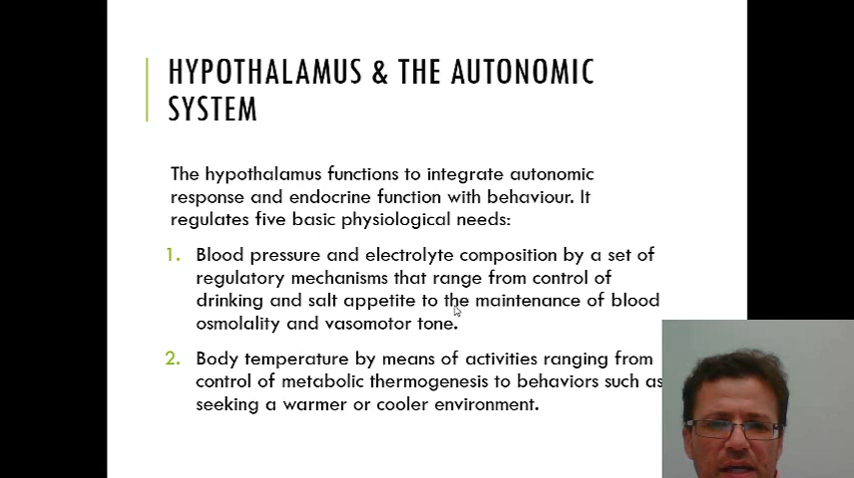 HYPOTHALAMUS & THE AUTONOMIC
SYSTEM
The hypothalamus functions to integrate autonomic
response and endocrine function with behaviour. It
regulates five basic physiological needs:
1. Blood pressure and electrolyte composition by a set of
regulatory mechanisms that range from control of
drinking and salt appetite to the maintenance of blood
osmolality and vasomotor tone.
2. Body temperature by means of activities ranging from
control of metabolic thermogenesis to behaviors such as
seeking a warmer or cooler environment.